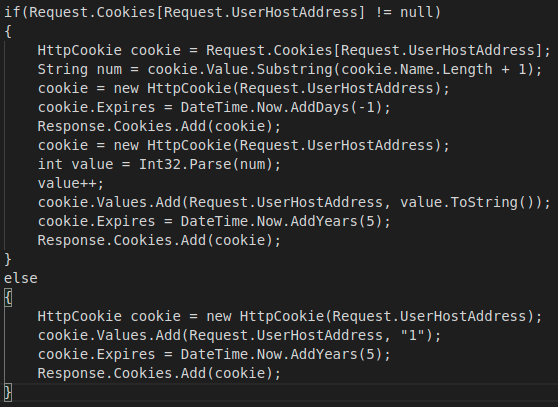 if(Request.Cookies[Request.UserHostAddress] != null)
{
    HttpCookie cookie = Request.Cookies[Request.UserHostAddress];
    String num = cookie.Value.Substring(cookie.Name.Length + 1);
    cookie = new HttpCookie(Request.UserHostAddress);
    cookie.Expires = DateTime.Now.AddDays(-1);
    Response.Cookies.Add(cookie);
    cookie = new HttpCookie(Request.UserHostAddress);
    int value = Int32.Parse(num);
    value++;
    cookie.Values.Add(Request.UserHostAddress, value.ToString());
    cookie.Expires = DateTime.Now.AddYears(5);
    Response.Cookies.Add(cookie);
}
else
{
    HttpCookie cookie = new HttpCookie(Request.UserHostAddress);
    cookie.Values.Add(Request.UserHostAddress, "1");
    cookie.Expires = DateTime.Now.AddYears(5);
    Response.Cookies.Add(cookie);
}